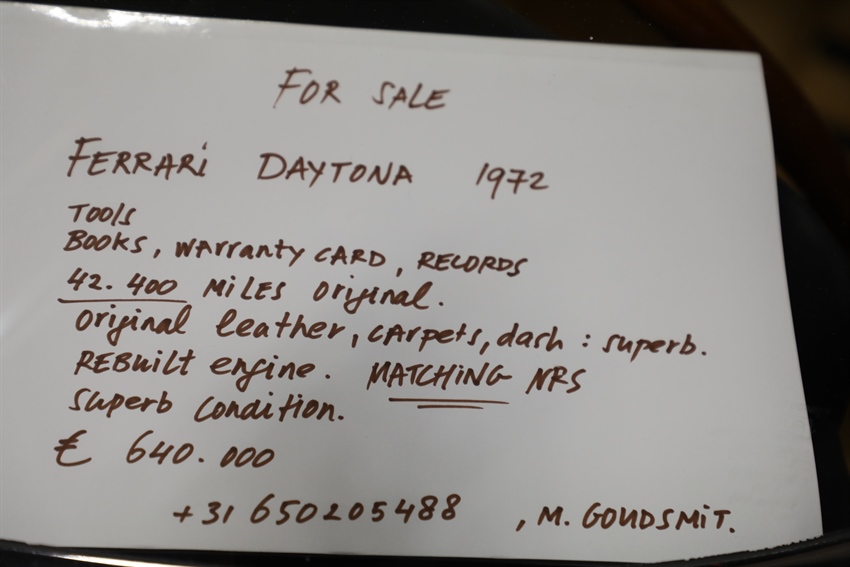 FOR SALE
FERRARi DAYTONA 1972
Tools
BOOKS, WARRanty CARD, RECORDS
42.400 MiLES original.
original leather, CARpets, dash : superb.
REBuilt engine. MATCHiNG NRS
superb condition.
€ 640.000
+31 650205488 , M. GOUDSMiT.